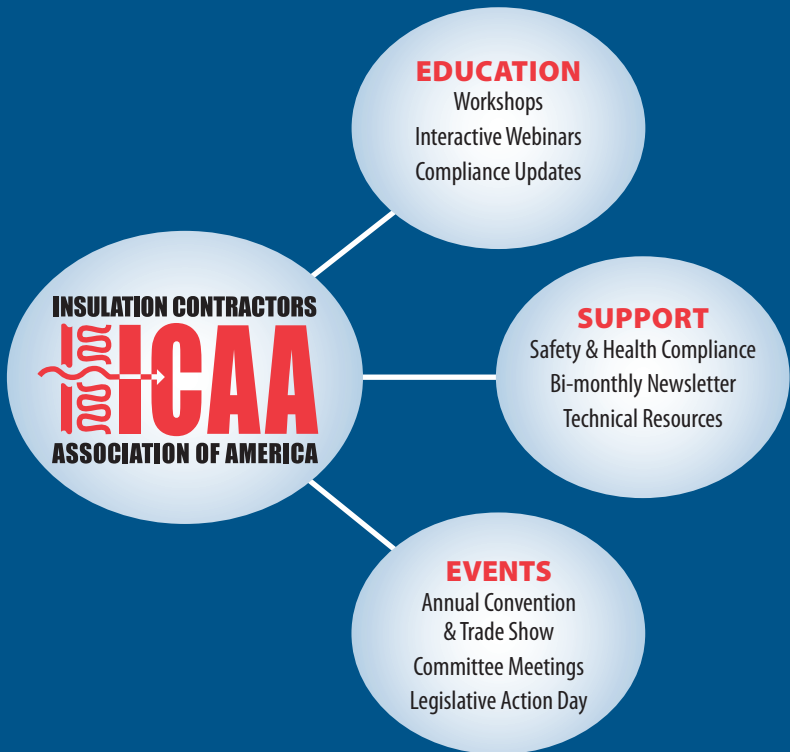 EDUCATION
Workshops
Interactive Webinars
Compliance Updates
INSULATION CONTRACTORS
ICAA
ASSOCIATION OF AMERICA
SUPPORT
Safety & Health Compliance
Bi-monthly Newsletter
Technical Resources
EVENTS
Annual Convention
& Trade Show
Committee Meetings
Legislative Action Day